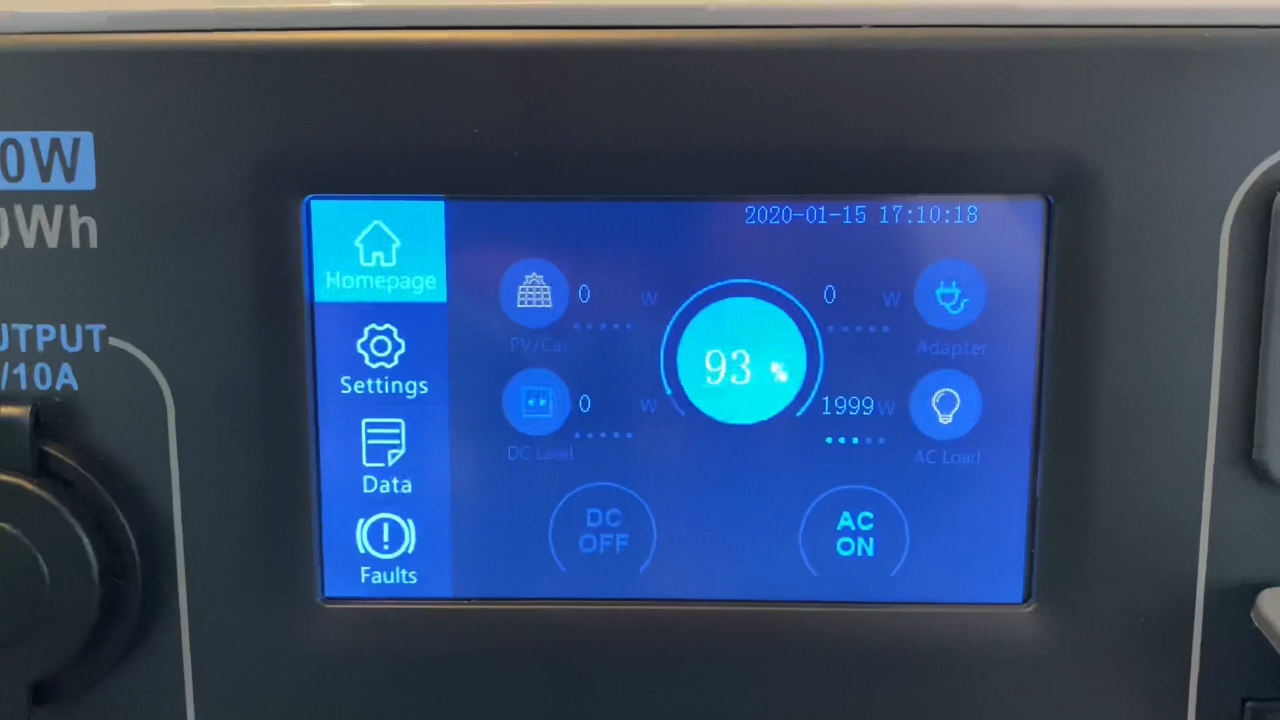 0W
0Wh
UTPUT
/10A
Homepage
Settings
Data
Faults
2020-01-15 17:10:18
0 W
PV/Car
0 W
DC Load
93 %
0 W
Adapter
1999 W
AC Load
DC
OFF
AC
ON